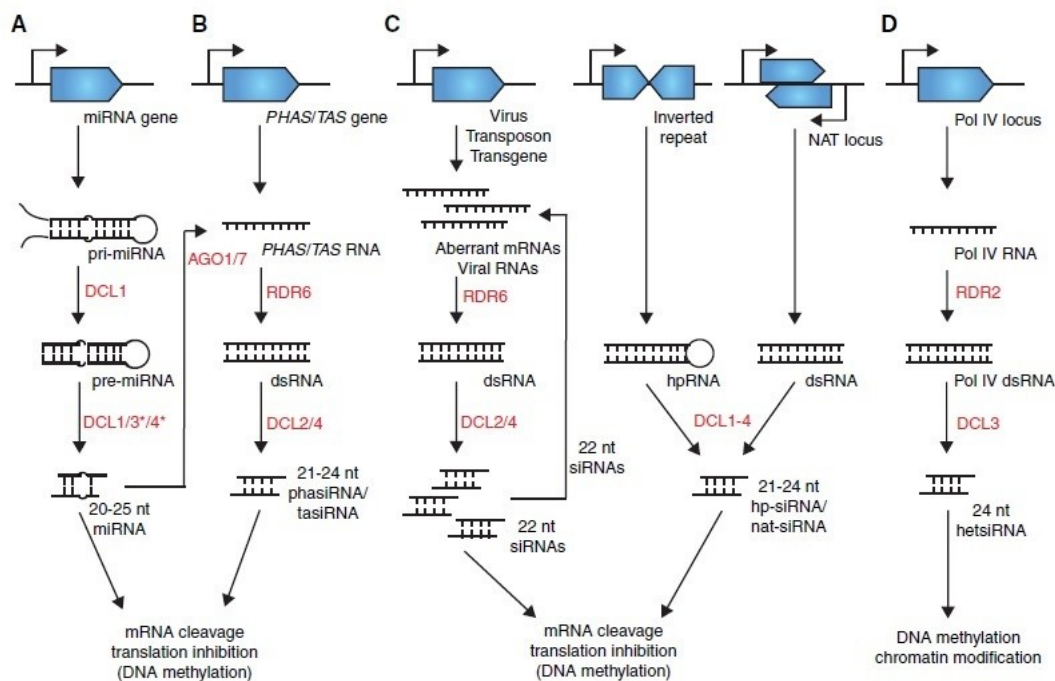 A
miRNA gene
pri-miRNA
DCL1
pre-miRNA
DCL1/3*/4*
20-25 nt
miRNA
B
PHAS/TAS gene
AGO1/7
PHAS/TAS RNA
RDR6
dsRNA
DCL2/4
21-24 nt
phasiRNA/
tasiRNA
mRNA cleavage
translation inhibition
(DNA methylation)
C
Virus
Transposon
Transgene
Aberrant mRNAs
Viral RNAs
RDR6
dsRNA
DCL2/4
22 nt
siRNAs
22 nt
siRNAs
Inverted
repeat
NAT locus
hpRNA
dsRNA
DCL1-4
21-24 nt
hp-siRNA/
nat-siRNA
mRNA cleavage
translation inhibition
(DNA methylation)
D
Pol IV locus
Pol IV RNA
RDR2
Pol IV dsRNA
DCL3
24 nt
hetsiRNA
DNA methylation
chromatin modification